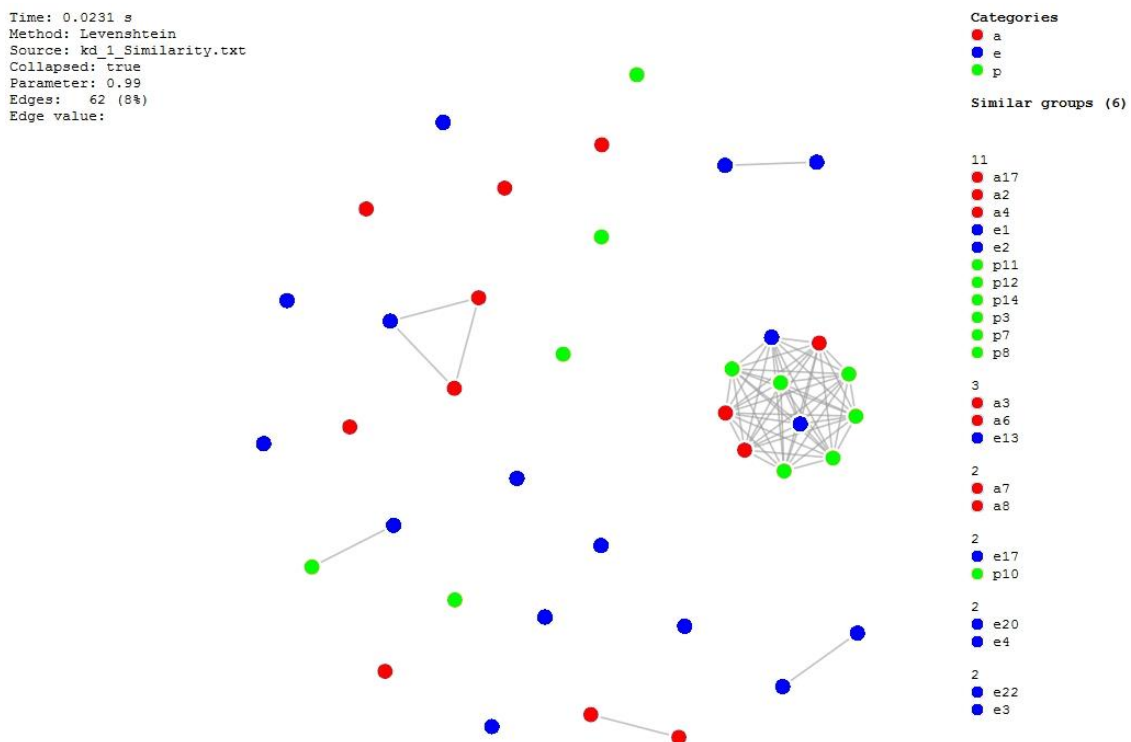 Time: 0.0231 s
Method: Levenshtein
Source: kd_1_Similarity.txt
Collapsed: true
Parameter: 0.99
Edges: 62 (8%)
Edge value:
Categories
a
e
p
Similar groups (6)
11
a17
a2
a4
e1
e2
p11
p12
p14
p3
p7
p8
3
a3
a6
e13
2
a7
a8
2
e17
p10
2
e20
e4
2
e22
e3